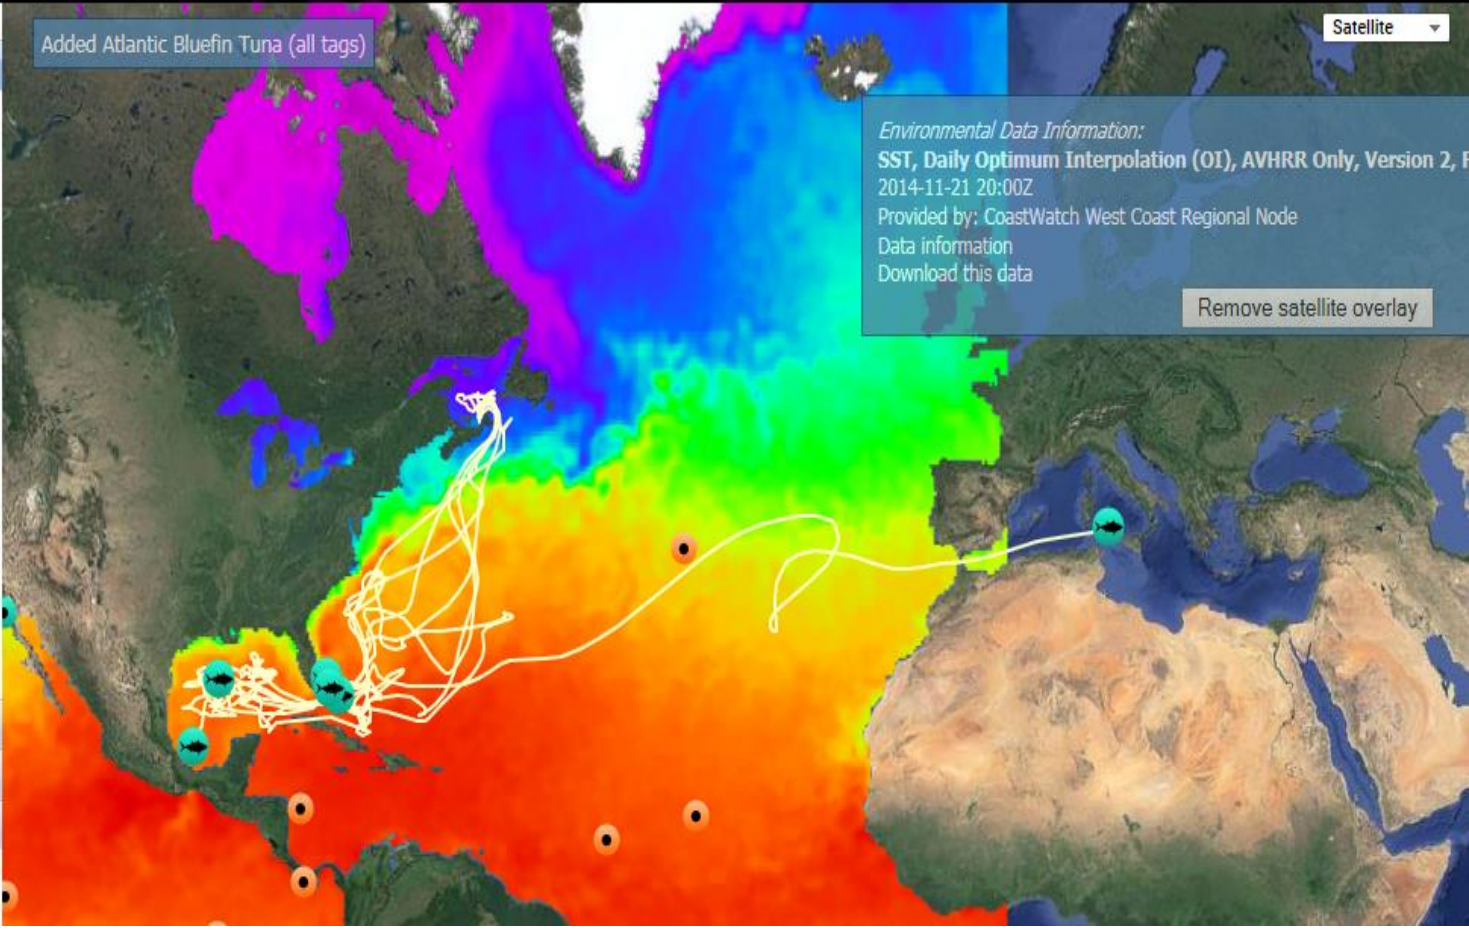 Added Atlantic Bluefin Tuna (all tags)
Satellite
Environmental Data Information:
SST, Daily Optimum Interpolation (OI), AVHRR Only, Version 2,
2014-11-21 20:00Z
Provided by: CoastWatch West Coast Regional Node
Data information
Download this data
Remove satellite overlay